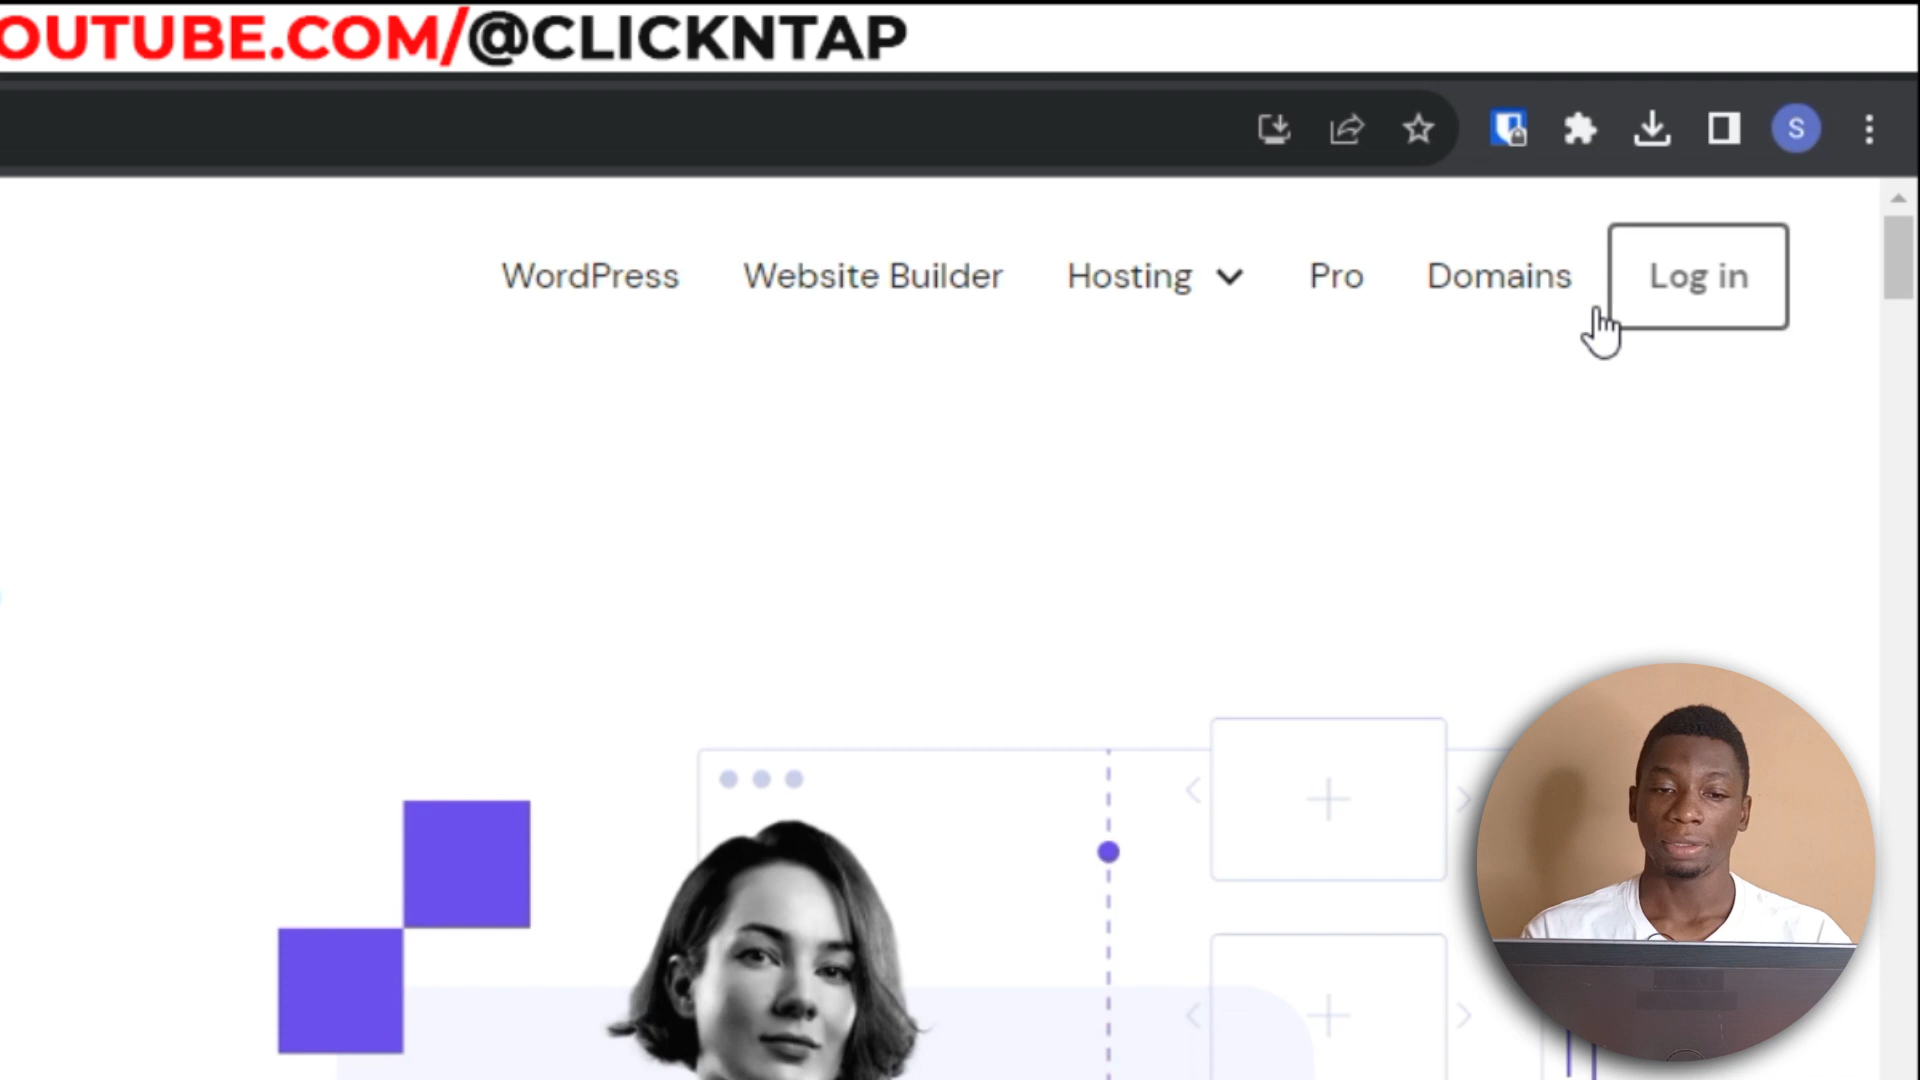 OUTUBE.COM/@CLICKNTAP
S
WordPress Website Builder Hosting Pro Domains Log in